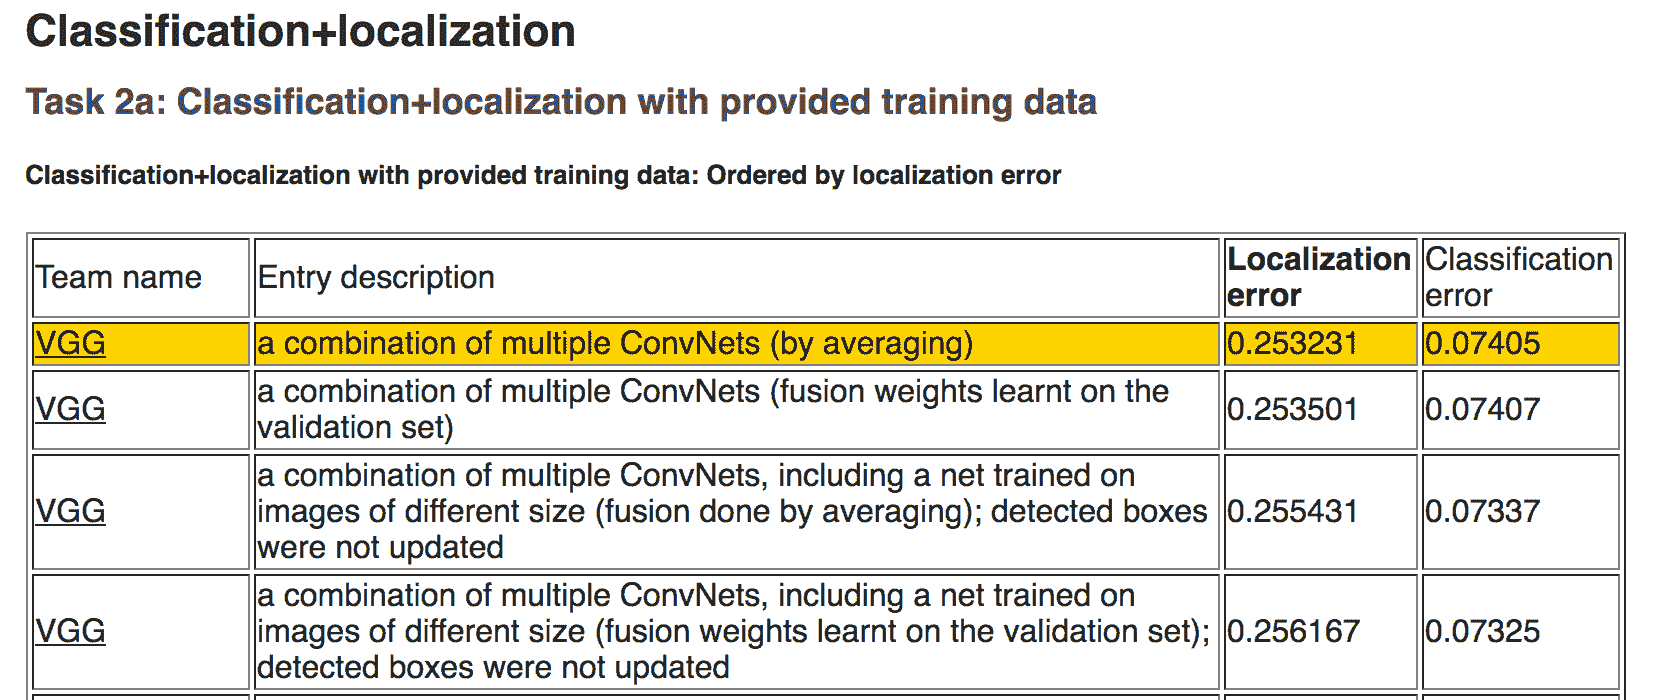 Classification+localization
Task 2a: Classification+localization with provided training data
Classification+localization with provided training data: Ordered by localization error
Team name
Entry description
Localization
error
Classification
error
VGG
a combination of multiple ConvNets (by averaging)
0.253231
0.07405
VGG
a combination of multiple ConvNets (fusion weights learnt on the
validation set)
0.253501
0.07407
VGG
a combination of multiple ConvNets, including a net trained on
images of different size (fusion done by averaging); detected boxes
were not updated
0.255431
0.07337
VGG
a combination of multiple ConvNets, including a net trained on
images of different size (fusion weights learnt on the validation set);
detected boxes were not updated
0.256167
0.07325